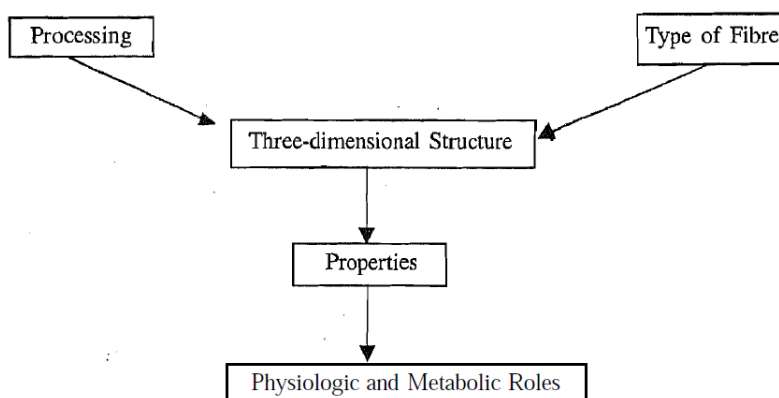 Processing
Type of Fibre
Three-dimensional Structure
Properties
Physiologic and Metabolic Roles